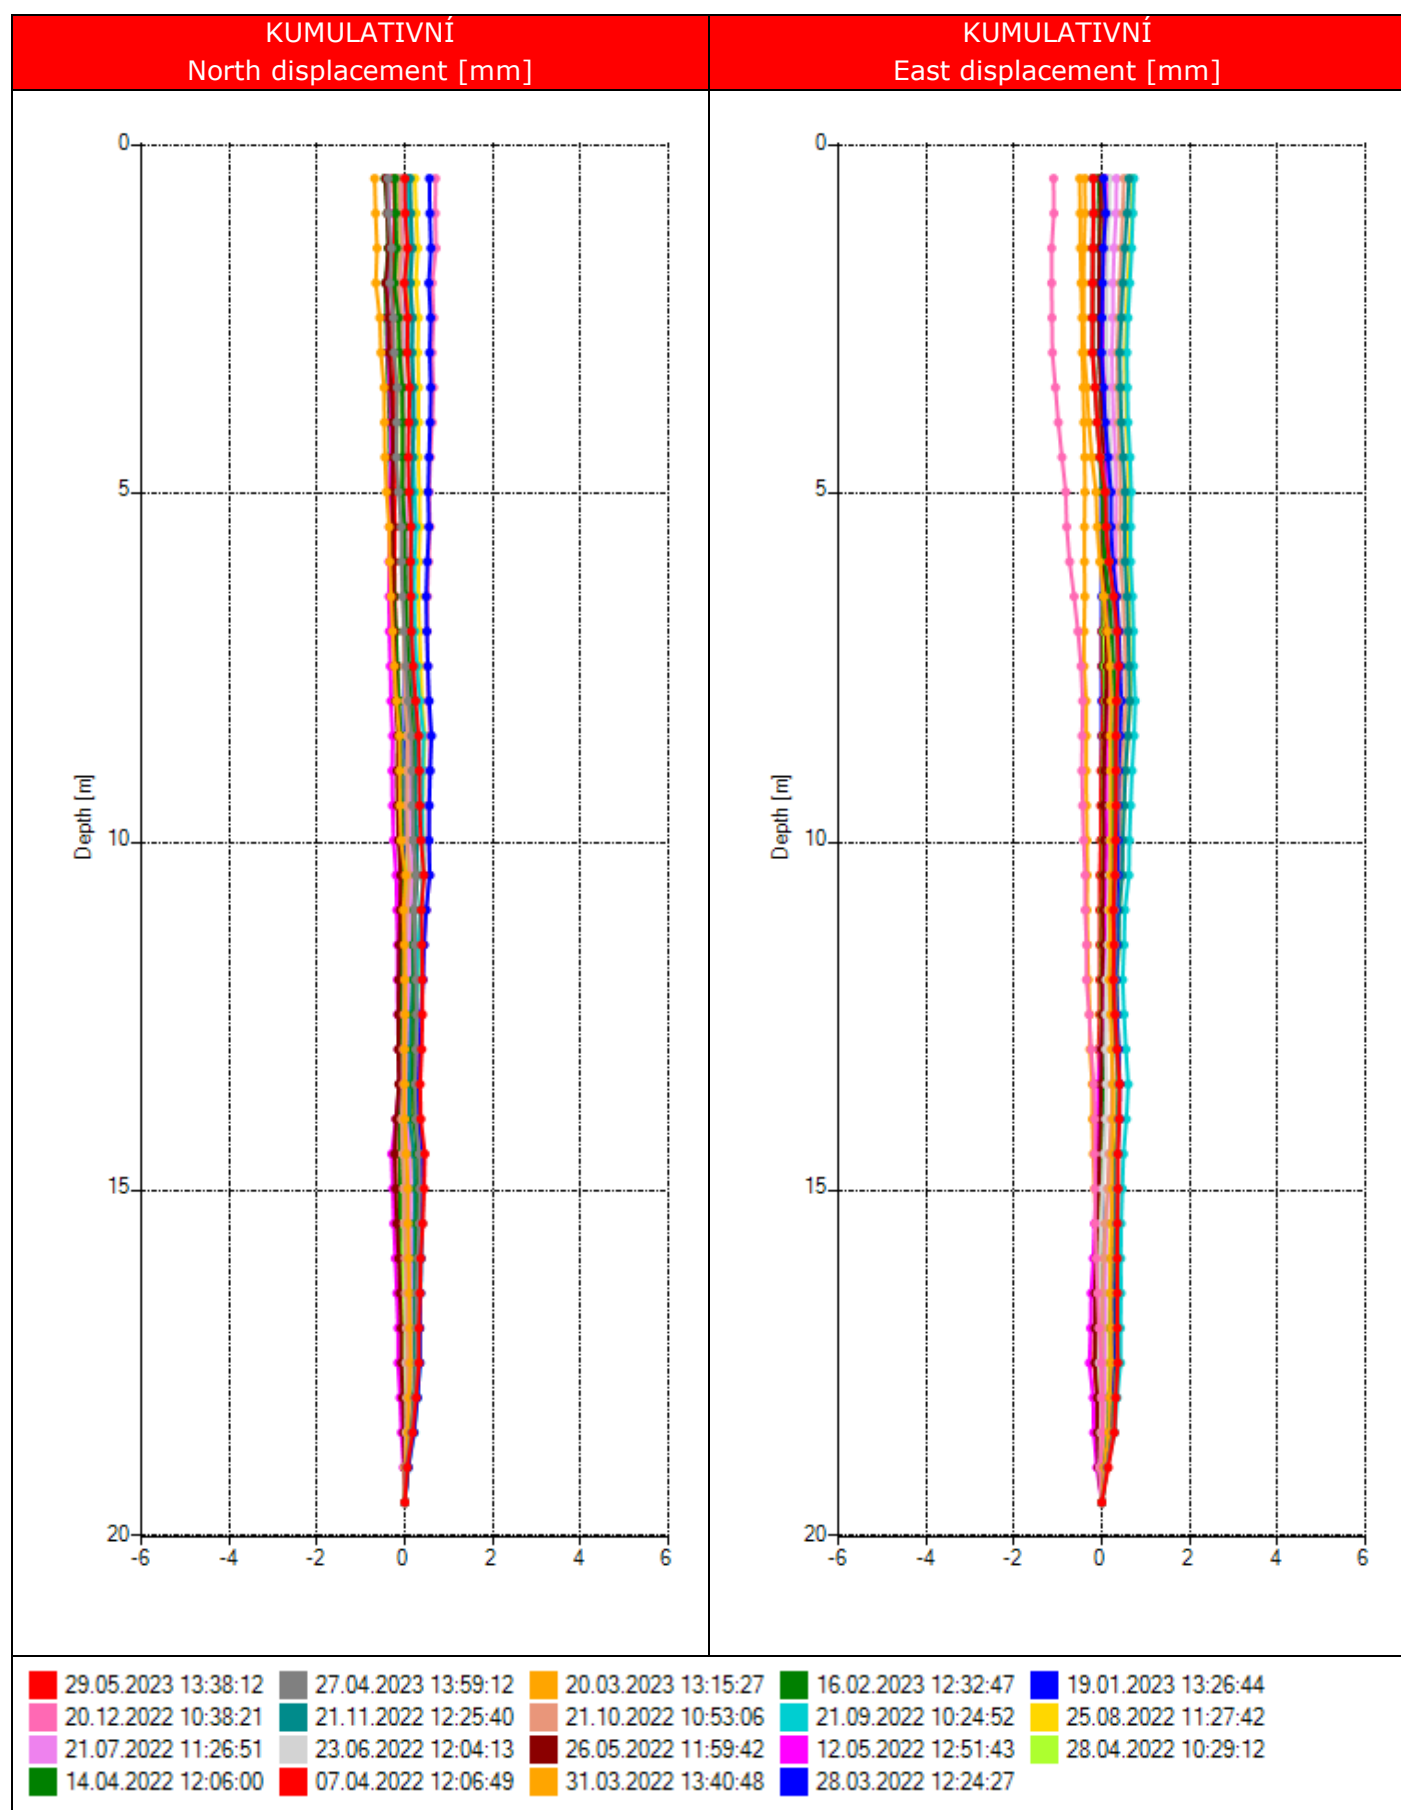 KUMULATIVNÍ
North displacement [mm]
KUMULATIVNÍ
East displacement [mm]
0
5
10
15
20
Depth [m]
-6 -4 -2 0 2 4 6
0
5
10
15
20
Depth [m]
-6 -4 -2 0 2 4 6
29.05.2023 13:38:12 27.04.2023 13:59:12 20.03.2023 13:15:27 16.02.2023 12:32:47 19.01.2023 13:26:44
20.12.2022 10:38:21 21.11.2022 12:25:40 21.10.2022 10:53:06 21.09.2022 10:24:52 25.08.2022 11:27:42
21.07.2022 11:26:51 23.06.2022 12:04:13 26.05.2022 11:59:42 12.05.2022 12:51:43 28.04.2022 10:29:12
14.04.2022 12:06:00 07.04.2022 12:06:49 31.03.2022 13:40:48 28.03.2022 12:24:27